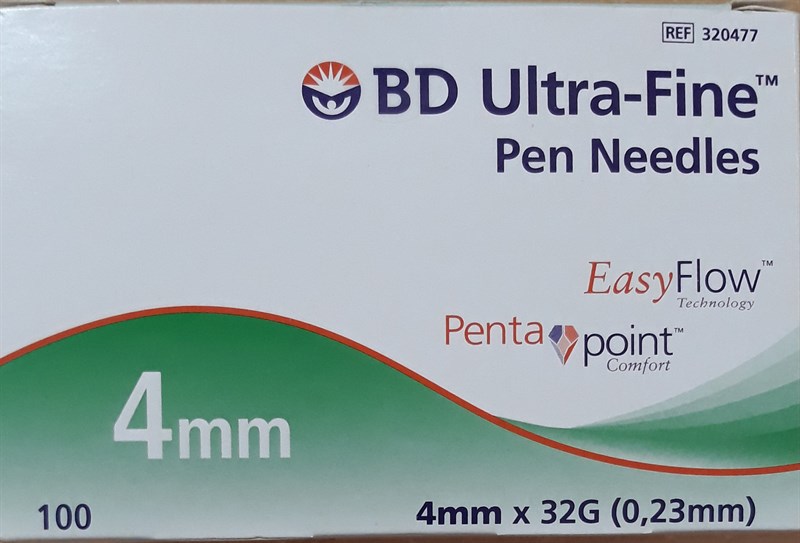 REF 320477
BD Ultra-Fine™
Pen Needles
EasyFlow™
Technology
Penta point™
Comfort
4mm
100
4mm x 32G (0,23mm)